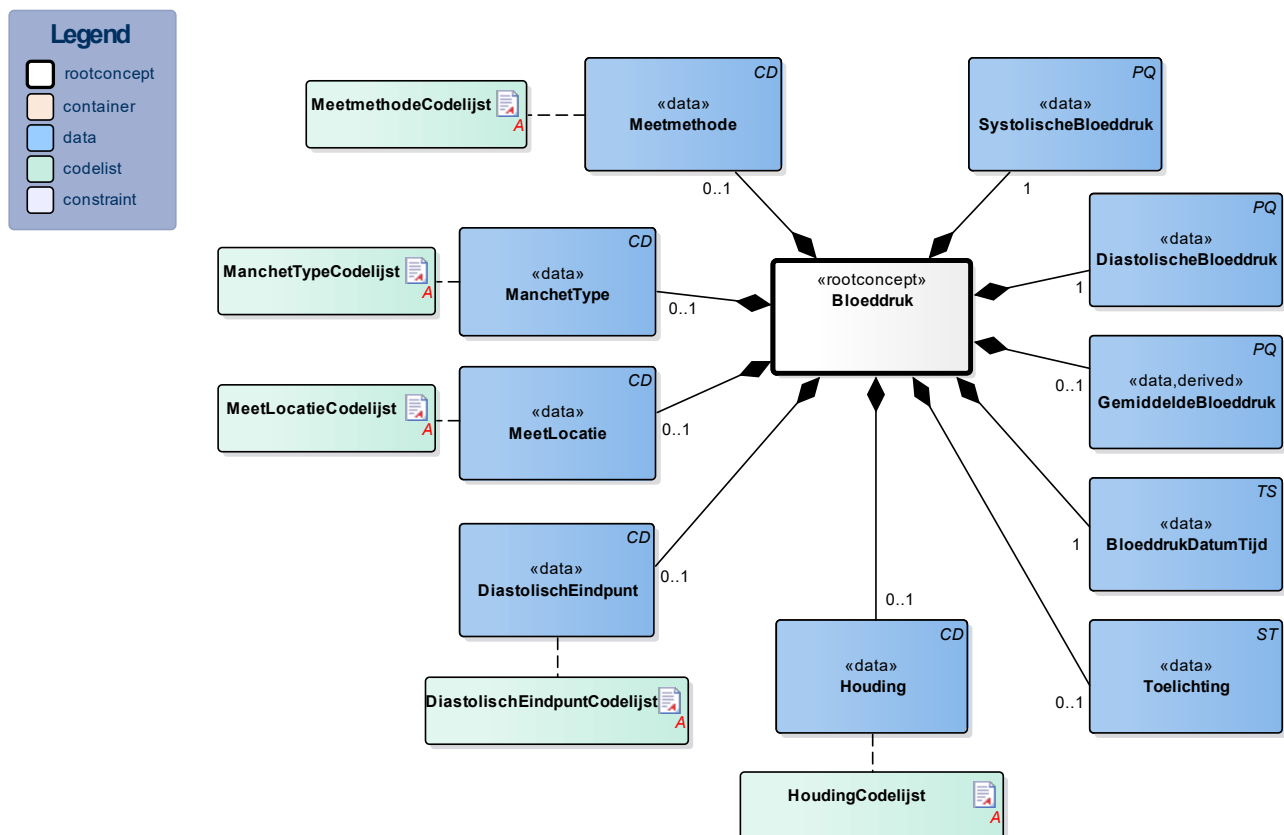 Legend
rootconcept
container
data
codelist
constraint
MeetmethodeCodelijst
A
CD
«data»
Meetmethode
0..1
PQ
«data»
SystolischeBloeddruk
1
PQ
«data»
DiastolischeBloeddruk
1
ManchetTypeCodelijst
A
CD
«data»
ManchetType
0..1
«rootconcept»
Bloeddruk
PQ
«data,derived»
GemiddeldeBloeddruk
0..1
MeetLocatieCodelijst
A
CD
«data»
MeetLocatie
0..1
TS
«data»
BloeddrukDatumTijd
1
CD
«data»
DiastolischEindpunt
0..1
DiastolischEindpuntCodelijst
A
0..1
CD
«data»
Houding
ST
«data»
Toelichting
0..1
HoudingCodelijst
A